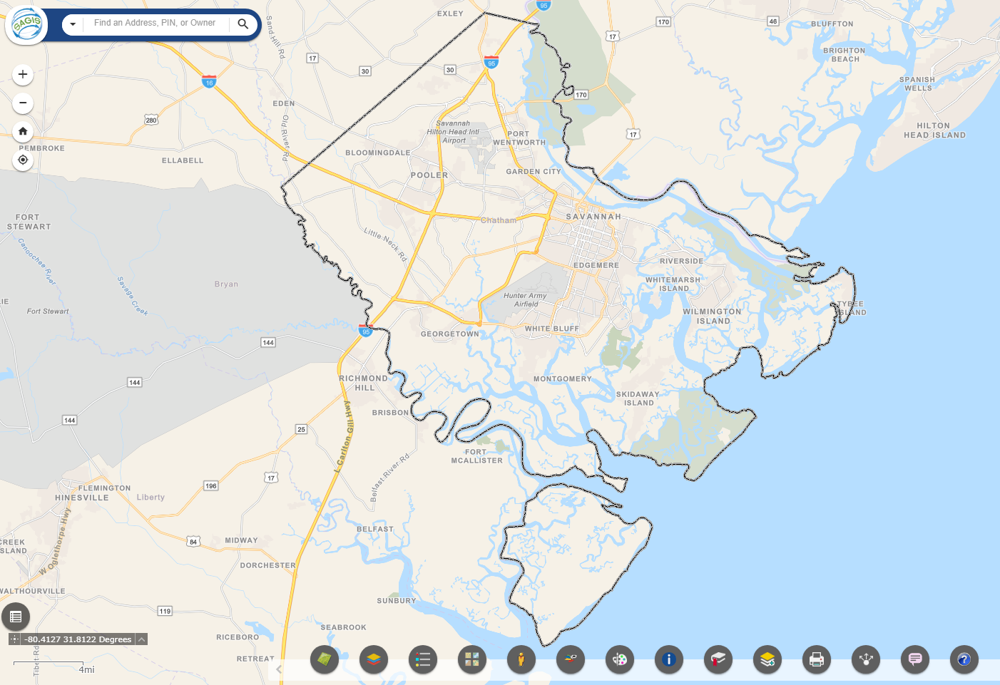 SAGIS
Find an Address, PIN, or Owner
EXLEY
95
170
46
BLUFFTON
17
Sand Hill Rd
17
30
30
95
BRIGHTON
BEACH
16
SPANISH
WELLS
170
EDEN
280
Old River Rd
Savannah
Hilton Head Intl
Airport
PORT
WENTWORTH
17
HILTON
HEAD ISLAND
PEMBROKE
ELLABELL
BLOOMINGDALE
POOLER
GARDEN CITY
FORT
STEWART
Chatham
SAVANNAH
Little Neck Rd
Canoochee River
EDGEMERE
RIVERSIDE
Savage Creek
Bryan
WHITEMARSH
ISLAND
Hunter Army
Airfield
LIE
Fort Stewart
TYBEE
ISLAND
WILMINGTON
ISLAND
95
GEORGETOWN
WHITE BLUFF
144
144
RICHMOND
HILL
MONTGOMERY
SKIDAWAY
ISLAND
BRISBON
144
25
L Carlton Gill Hwy
FORT
MCALLISTER
17
196
Belfast River Rd
FLEMINGTON
HINESVILLE
Liberty
W Oglethorpe Hwy
BELFAST
84
MIDWAY
CREEK
ISLAND
DORCHESTER
WALTHOURVILLE
SUNBURY
119
SEABROOK
RICEBORO
-80.4127 31.8122 Degrees
RETREAT
Tibet Rd
4mi